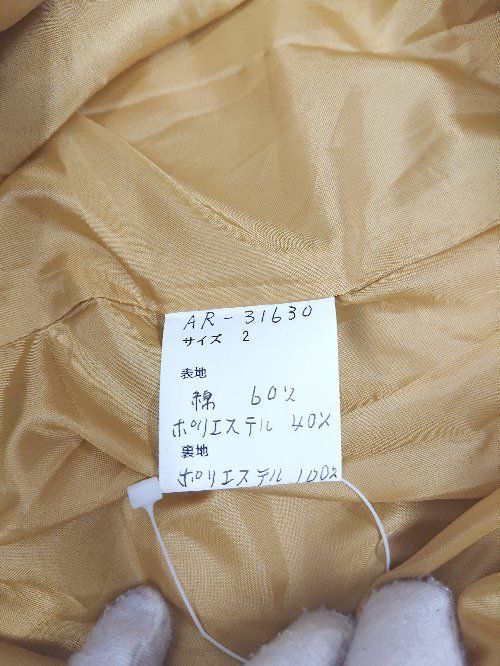 AR-31630
サイズ 2
表地
綿 60%
ポリエステル 40%
裏地
ポリエステル 100%